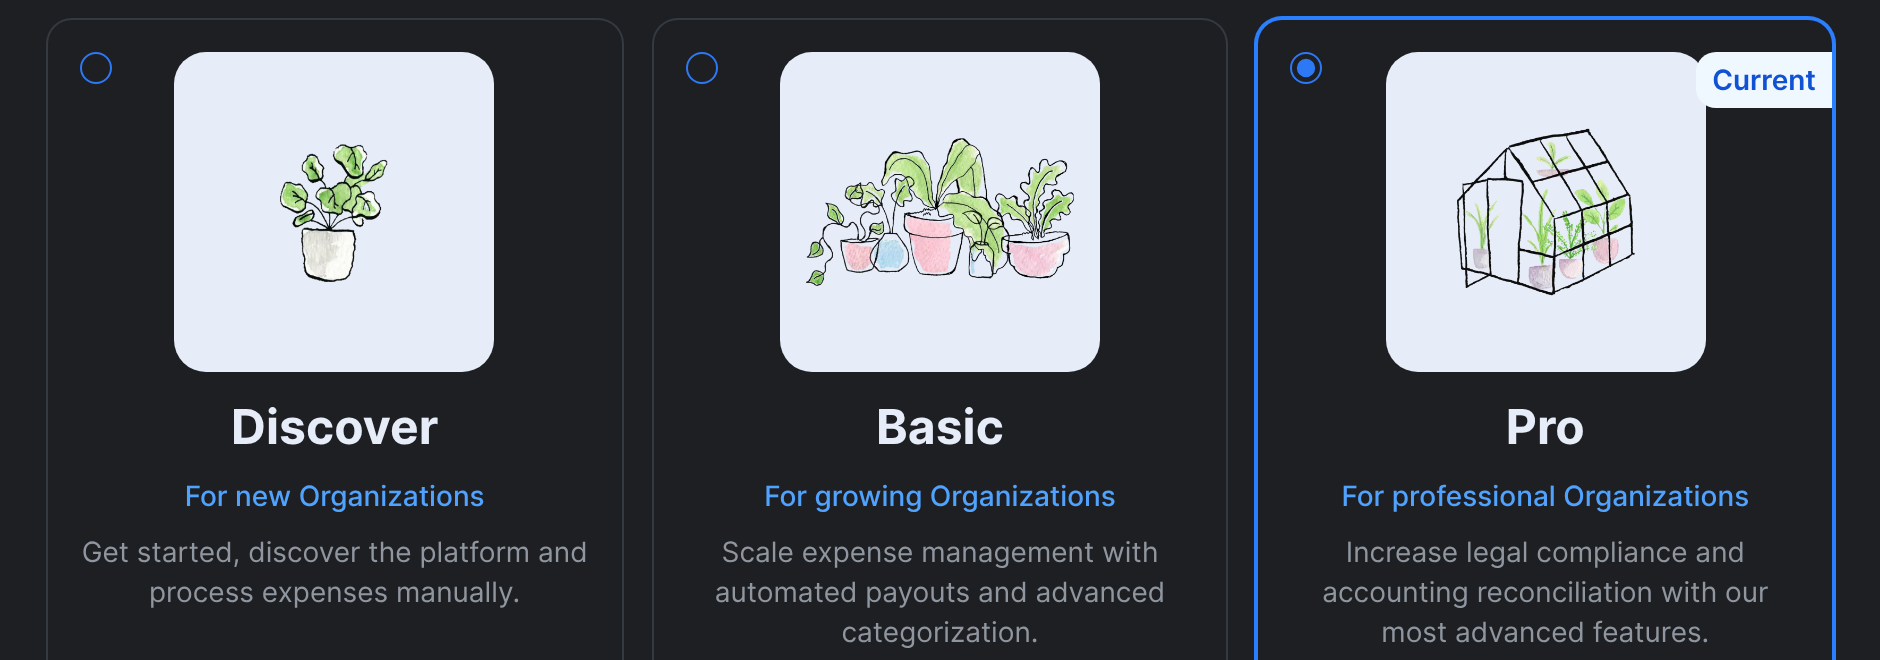 Current
Discover
For new Organizations
Get started, discover the platform and
process expenses manually.
Basic
For growing Organizations
Scale expense management with
automated payouts and advanced
categorization.
Pro
For professional Organizations
Increase legal compliance and
accounting reconciliation with our
most advanced features.